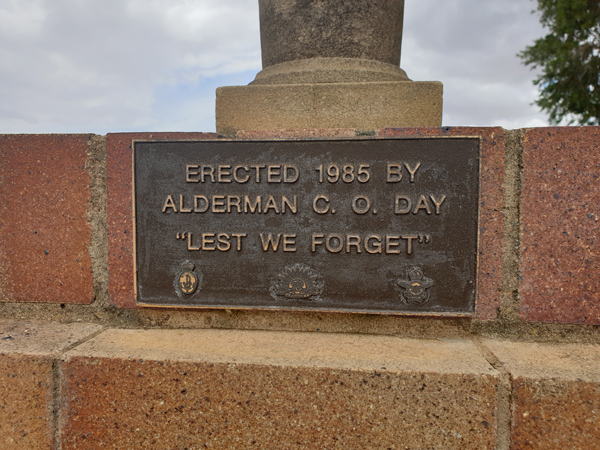 ERECTED 1985 BY
ALDERMAN C. O. DAY
"LEST WE FORGET"